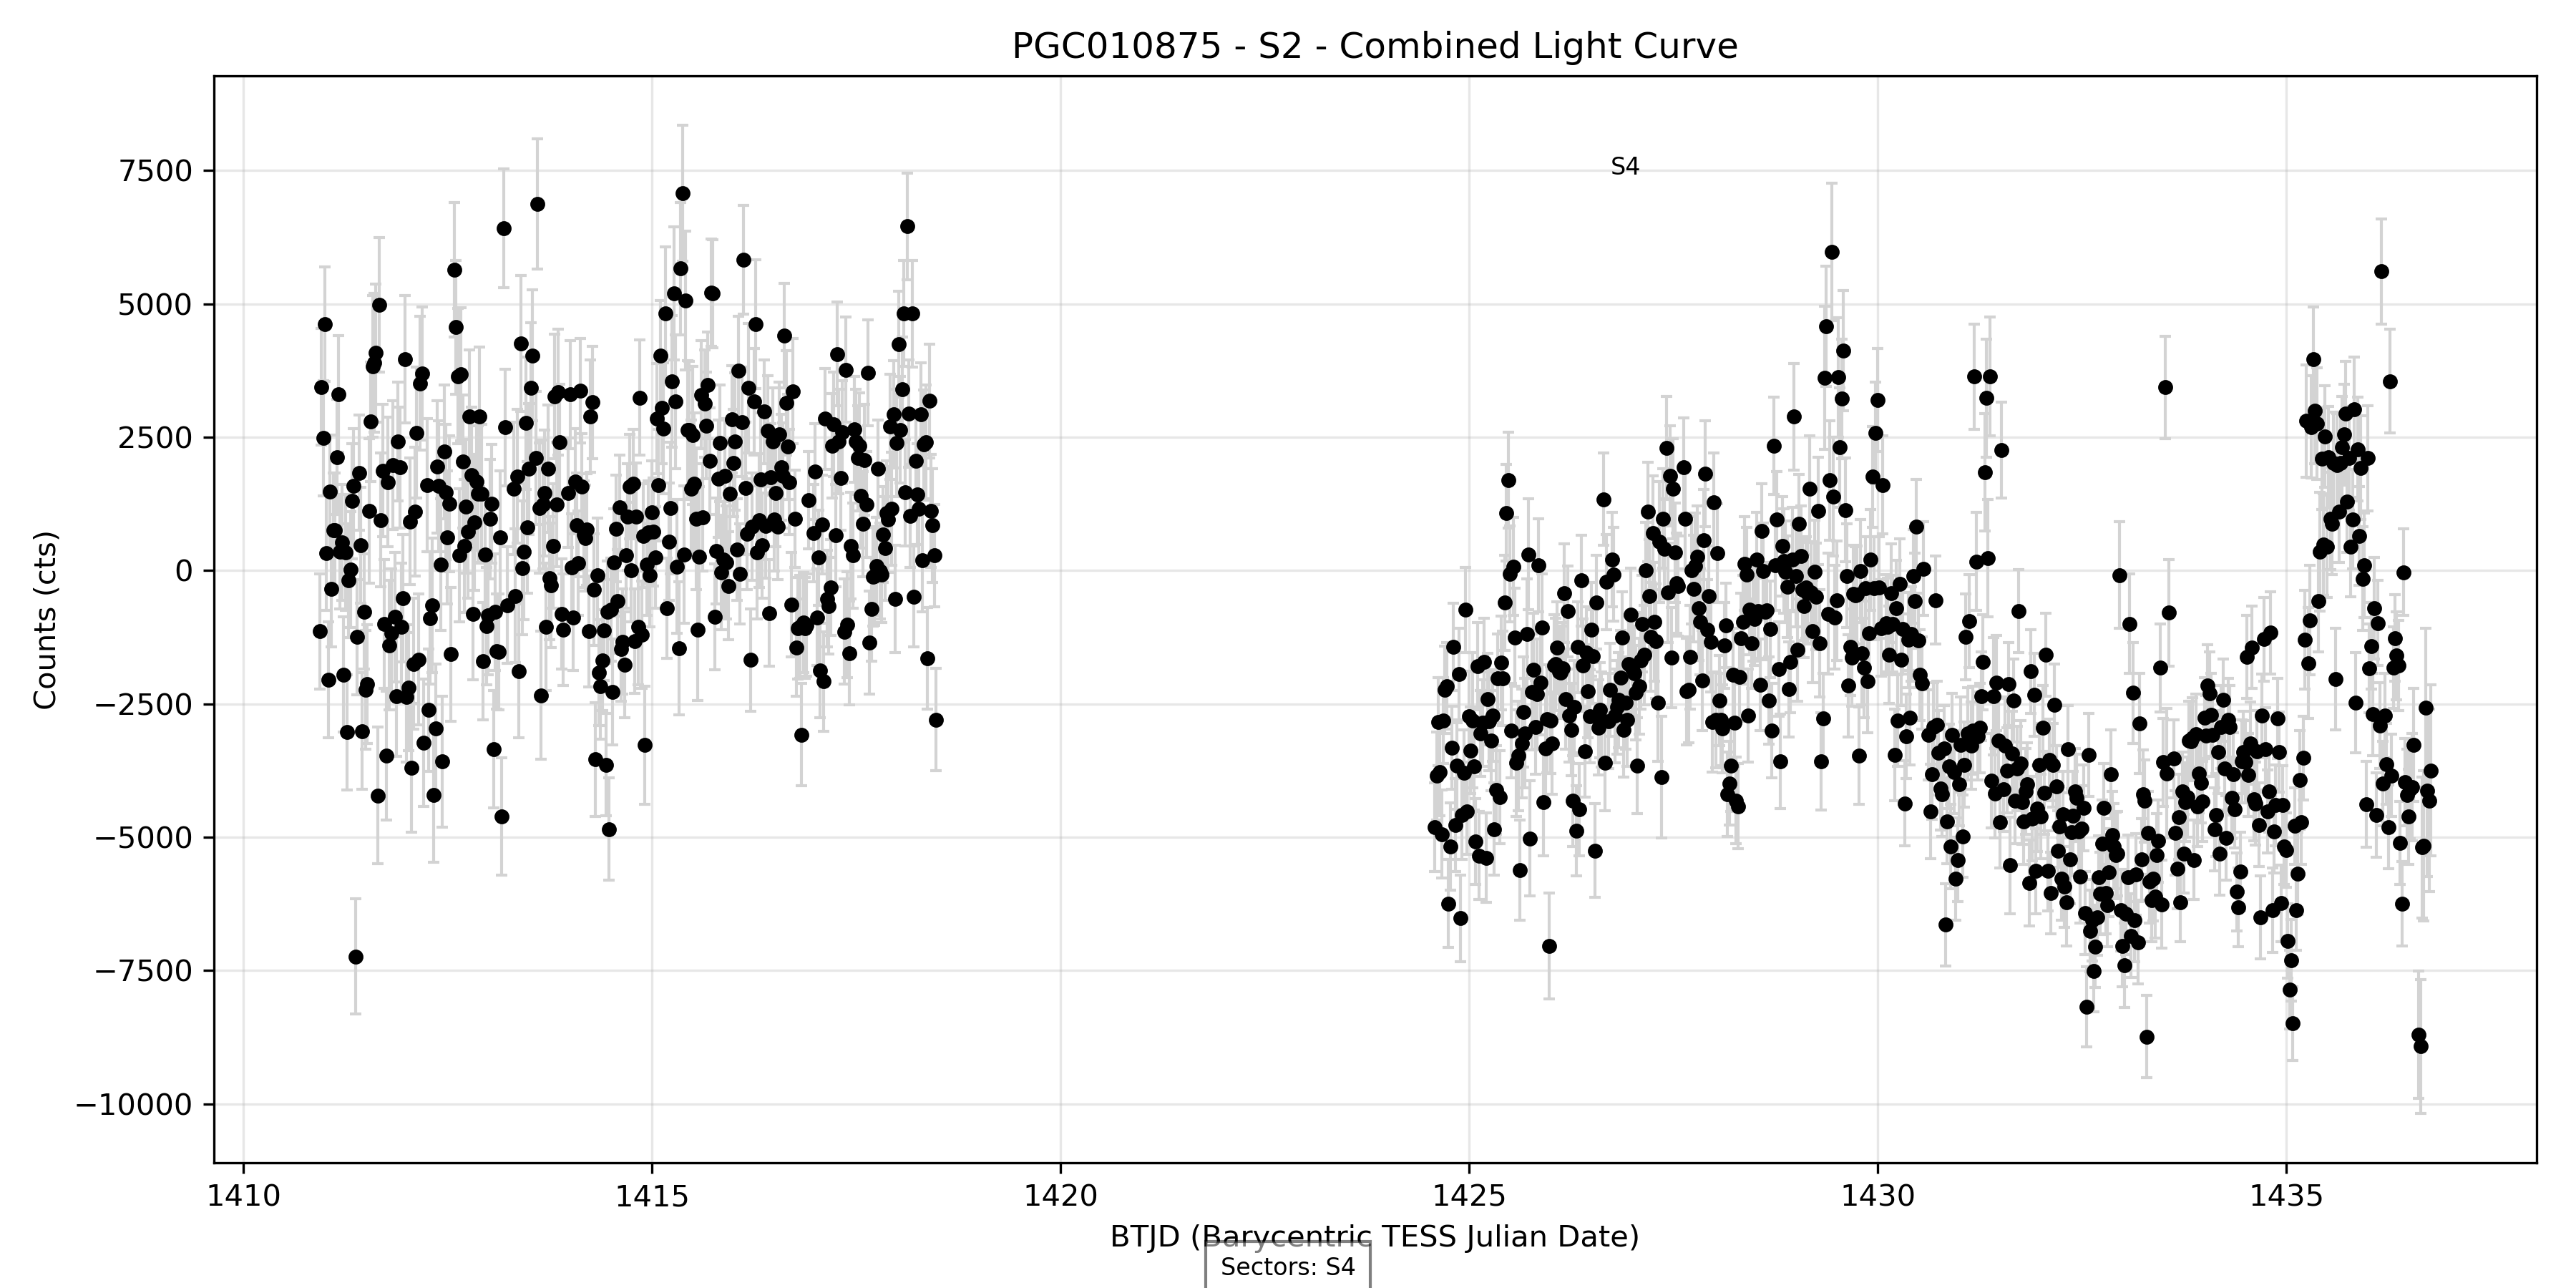 PGC010875 - S2 - Combined Light Curve
S4
7500
5000
2500
0
−2500
−5000
−7500
−10000
Counts (cts)
1410 1415 1420 1425 1430 1435
BTJD (Barycentric TESS Julian Date)
Sectors: S4